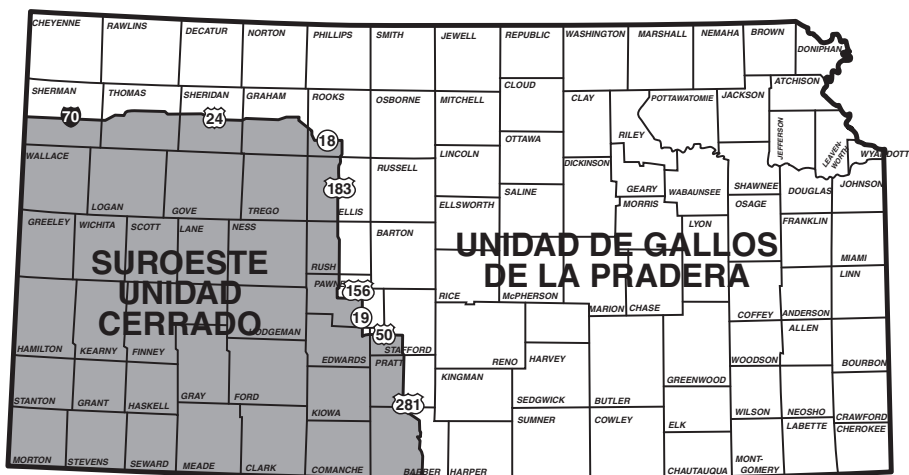 CHEYENNE RAWLINS DECATUR NORTON PHILLIPS SMITH JEWELL REPUBLIC WASHINGTON MARSHALL NEMAHA BROWN
DONIPHAN
SHERMAN THOMAS SHERIDAN GRAHAM ROOKS OSBORNE MITCHELL CLOUD CLAY POTTAWATOMIE JACKSON ATCHISON
70 24 18
RILEY
JEFFERSON
LEAVEN-
WORTH
WYANDOTT
WALLACE RUSSELL LINCOLN OTTAWA DICKINSON
183
LOGAN GOVE TREGO ELLIS ELLSWORTH SALINE GEARY WABAUNSEE SHAWNEE DOUGLAS JOHNSON
MORRIS OSAGE
GREELEY WICHITA SCOTT LANE NESS BARTON LYON FRANKLIN
SUROESTE
UNIDAD
CERRADO
UNIDAD DE GALLOS
DE LA PRADERA
RUSH MIAMI
PAWNE LINN
156
RICE McPHERSON MARION CHASE
19
COFFEY ANDERSON
HODGEMAN ALLEN
50
HAMILTON KEARNY FINNEY EDWARDS STAFFORD RENO HARVEY WOODSON BOURBON
PRATT
KINGMAN GREENWOOD
STANTON GRANT HASKELL GRAY FORD KIOWA
281
SEDGWICK BUTLER WILSON NEOSHO CRAWFORD
SUMNER COWLEY ELK LABETTE CHEROKEE
MORTON STEVENS SEWARD MEADE CLARK COMANCHE BARBER HARPER CHAUTAUQUA
MONT-
GOMERY